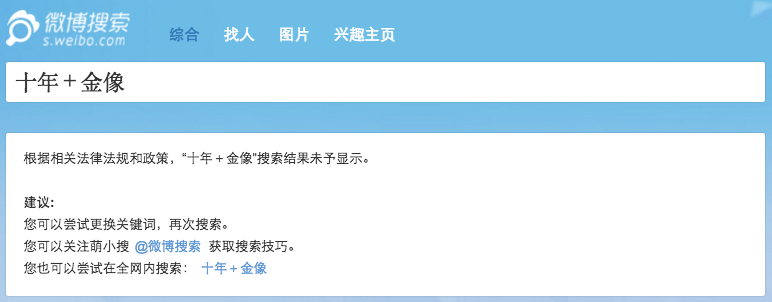 微博搜索
s.weibo.com
综合 找人 图片 兴趣主页
十年＋金像
根据相关法律法规和政策，“十年＋金像”搜索结果未予显示。
建议:
您可以尝试更换关键词，再次搜索。
您可以关注萌小搜 @微博搜索 获取搜索技巧。
您也可以尝试在全网内搜索： 十年＋金像